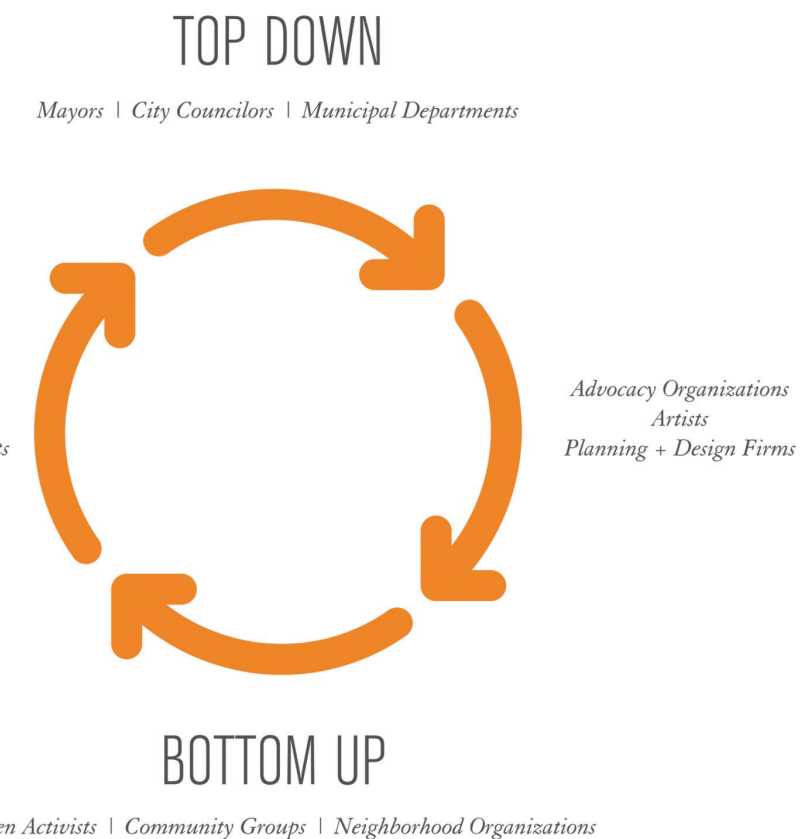 TOP DOWN
Mayors | City Councilors | Municipal Departments
Advocacy Organizations
Artists
Planning + Design Firms
BOTTOM UP
Activists | Community Groups | Neighborhood Organizations